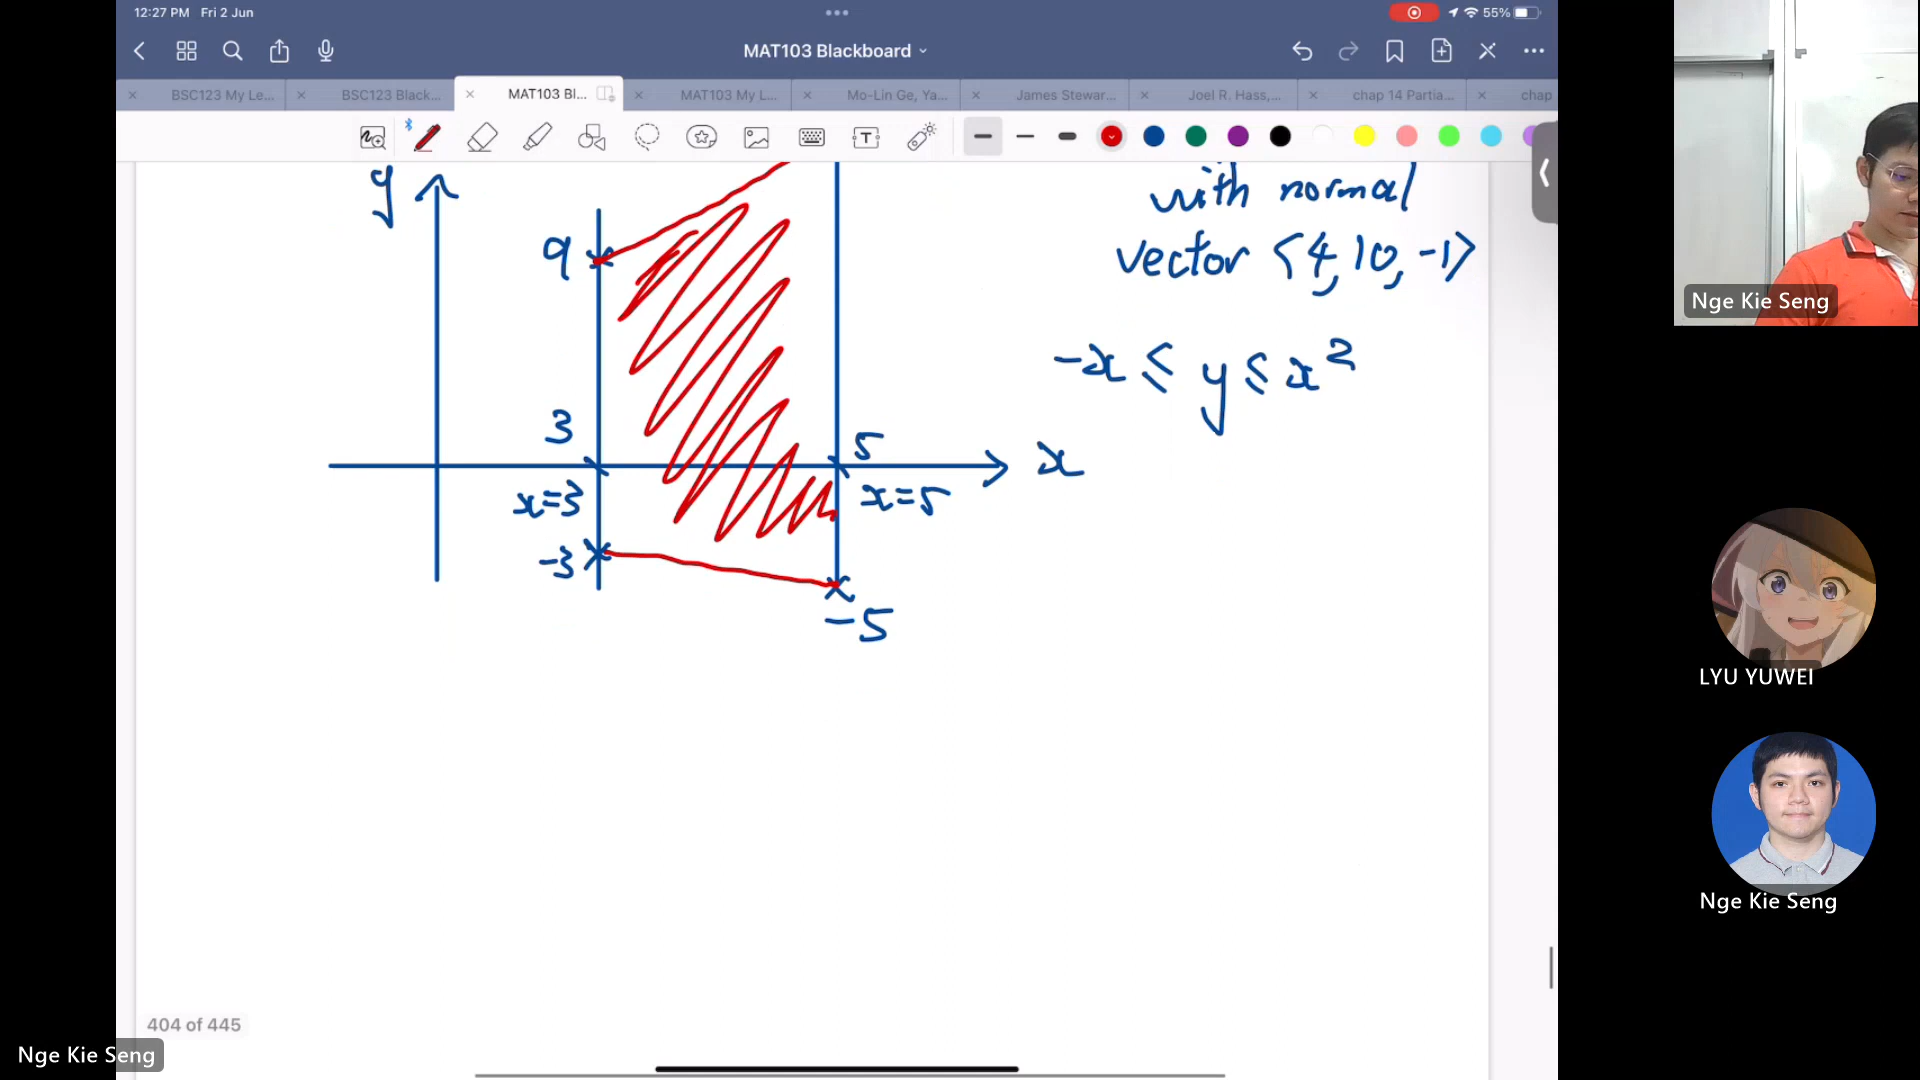 12:27 PM Fri 2 Jun
55%
MAT103 Blackboard
BSC123 My Le...
BSC123 Black...
MAT103 Bl...
MAT103 My L...
Mo-Lin Ge, Ya...
James Stewar...
Joel R. Hass,...
chap 14 Partia...
chap
y
with normal
vector ⟨4, 10, -1⟩
9
-x ≤ y ≤ x²
3
5
x
x=3
x=5
-3
-5
404 of 445
Nge Kie Seng
Nge Kie Seng
LYU YUWEI
Nge Kie Seng